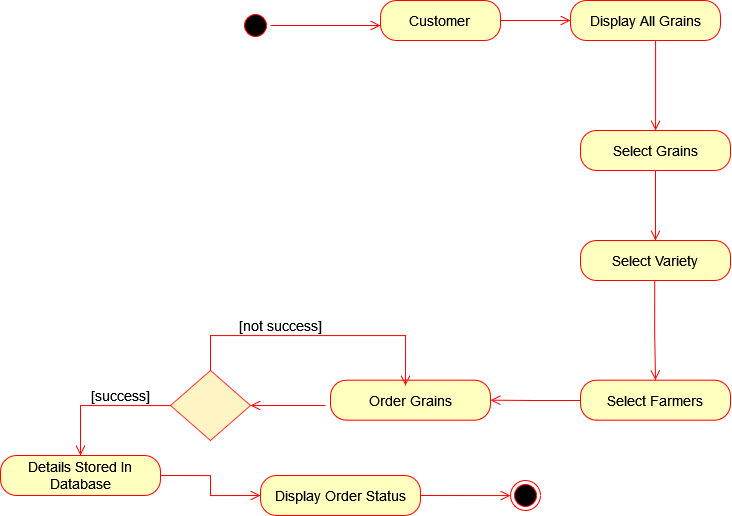 Customer
Display All Grains
Select Grains
Select Variety
Select Farmers
Order Grains
[not success]
[success]
Details Stored In
Database
Display Order Status